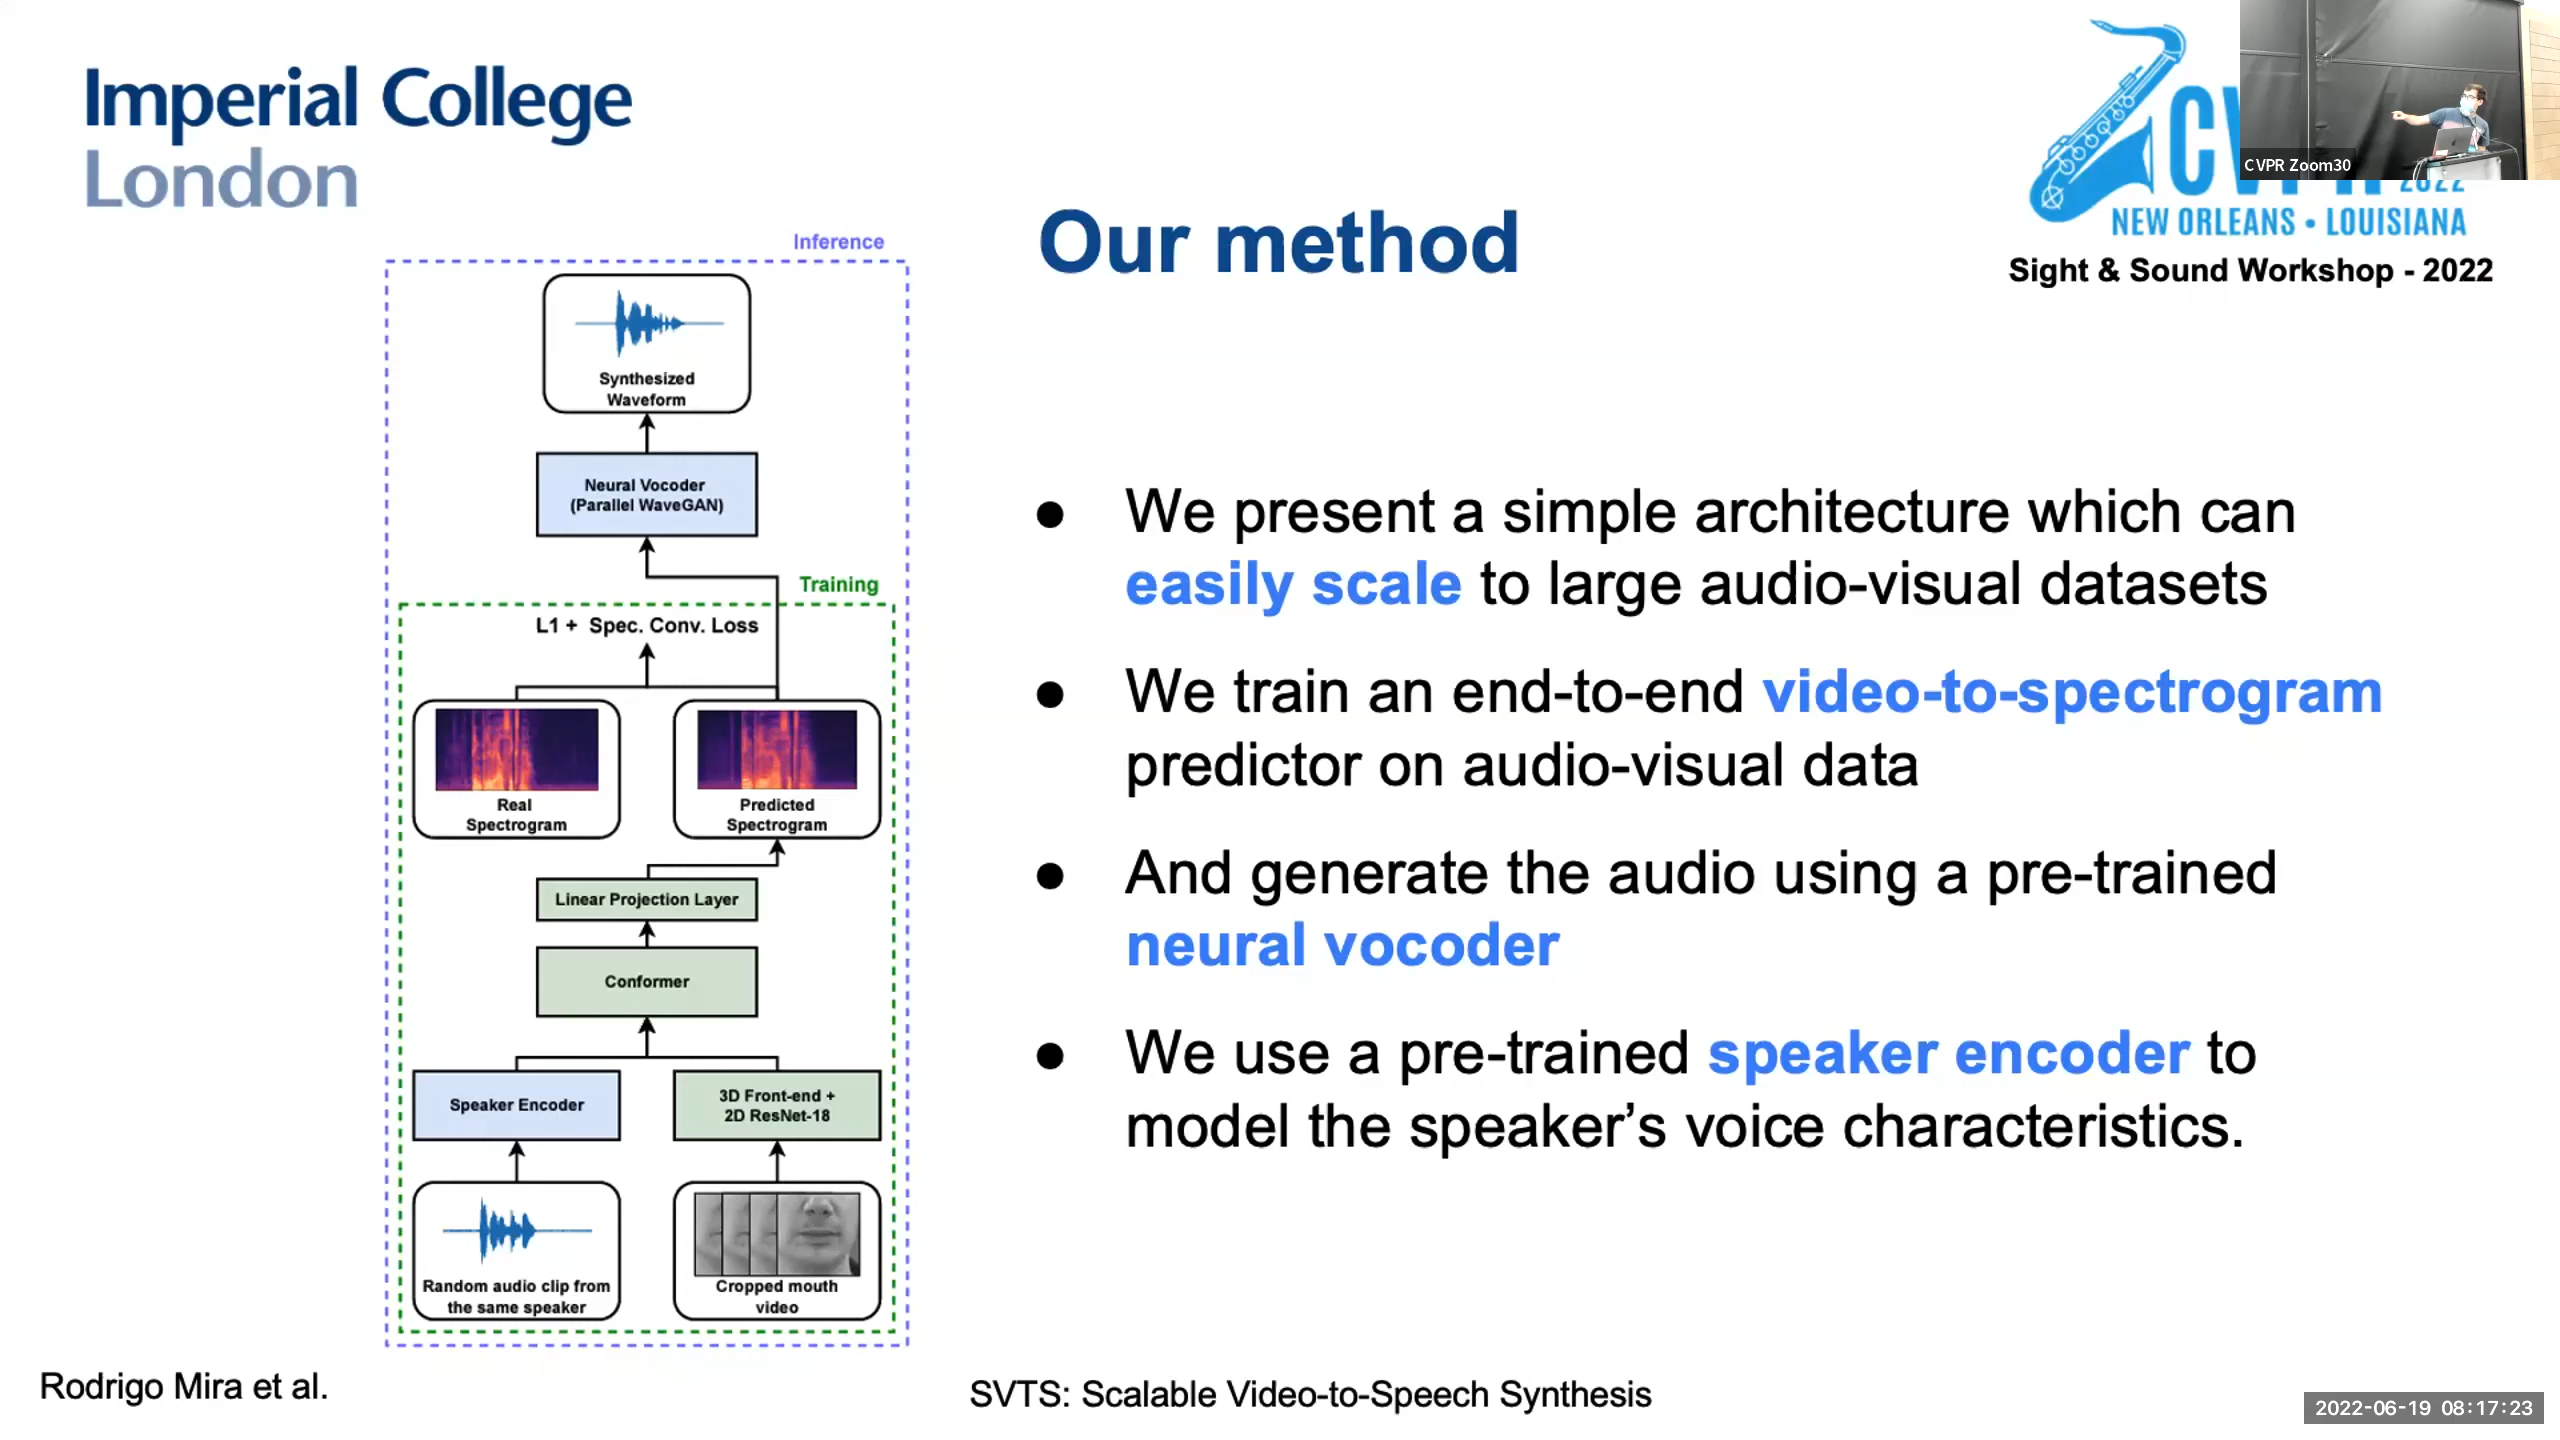 Imperial College
London
CVPR Zoom30
2022
NEW ORLEANS • LOUISIANA
Sight & Sound Workshop - 2022
Our method
Inference
Synthesized
Waveform
Neural Vocoder
(Parallel WaveGAN)
Training
L1 + Spec. Conv. Loss
Real
Spectrogram
Predicted
Spectrogram
Linear Projection Layer
Conformer
Speaker Encoder
3D Front-end +
2D ResNet-18
Random audio clip from
the same speaker
Cropped mouth
video
● We present a simple architecture which can
easily scale to large audio-visual datasets
● We train an end-to-end video-to-spectrogram
predictor on audio-visual data
● And generate the audio using a pre-trained
neural vocoder
● We use a pre-trained speaker encoder to
model the speaker’s voice characteristics.
Rodrigo Mira et al.
SVTS: Scalable Video-to-Speech Synthesis
2022-06-19 08:17:23